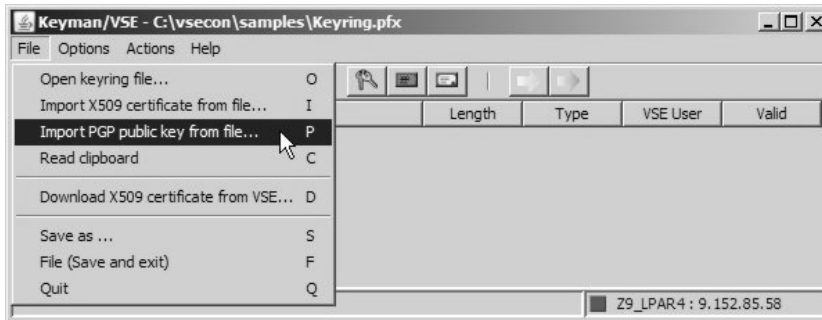 Keyman/VSE - C:\vsecon\samples\Keyring.pfx
File Options Actions Help
Open keyring file... O
Import X509 certificate from file... I
Import PGP public key from file... P
Read clipboard C
Download X509 certificate from VSE... D
Save as ... S
File (Save and exit) F
Quit Q
Length Type VSE User Valid
Z9_LPAR4 : 9.152.85.58